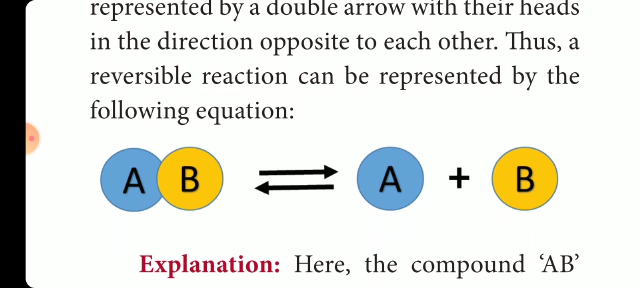 represented by a double arrow with their heads
in the direction opposite to each other. Thus, a
reversible reaction can be represented by the
following equation:
A B ⇌ A + B
Explanation: Here, the compound ‘AB’